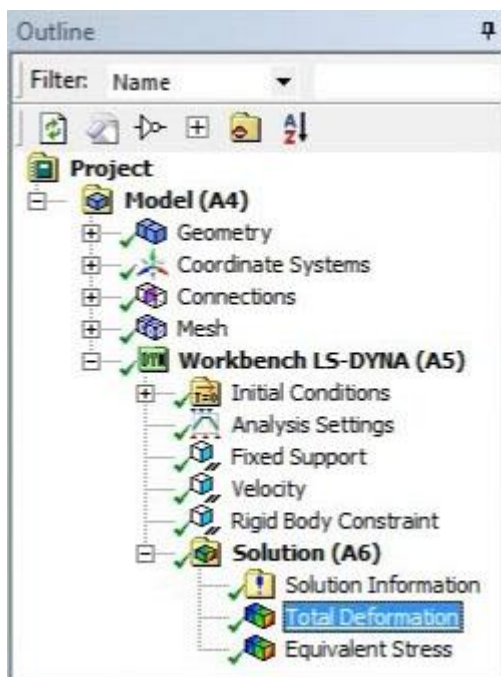 Outline
Filter: Name
A
Z
Project
Model (A4)
Geometry
Coordinate Systems
Connections
Mesh
DYN Workbench LS-DYNA (A5)
T=0 Initial Conditions
Analysis Settings
Fixed Support
Velocity
Rigid Body Constraint
Solution (A6)
Solution Information
Total Deformation
Equivalent Stress